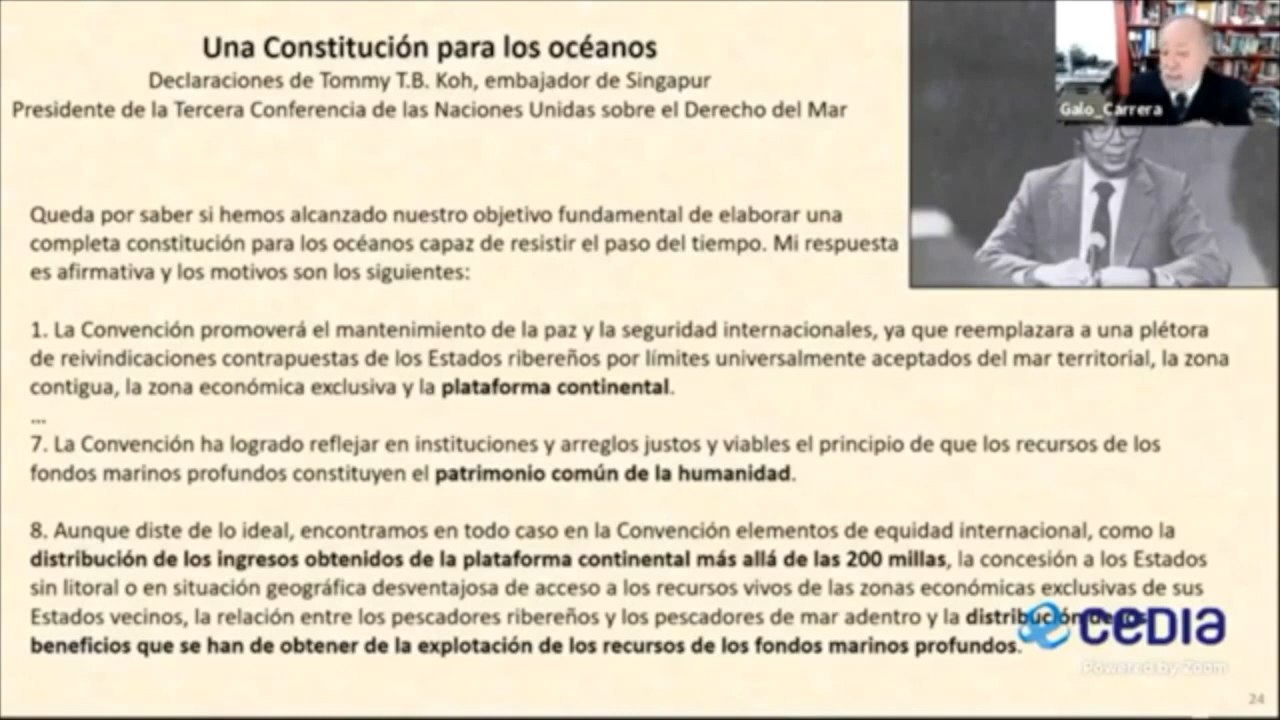 Una Constitución para los océanos
Declaraciones de Tommy T.B. Koh, embajador de Singapur
Presidente de la Tercera Conferencia de las Naciones Unidas sobre el Derecho del Mar
Galo_Carrera
Queda por saber si hemos alcanzado nuestro objetivo fundamental de elaborar una
completa constitución para los océanos capaz de resistir el paso del tiempo. Mi respuesta
es afirmativa y los motivos son los siguientes:
1. La Convención promoverá el mantenimiento de la paz y la seguridad internacionales, ya que reemplazara a una plétora
de reivindicaciones contrapuestas de los Estados ribereños por límites universalmente aceptados del mar territorial, la zona
contigua, la zona económica exclusiva y la plataforma continental.
...
7. La Convención ha logrado reflejar en instituciones y arreglos justos y viables el principio de que los recursos de los
fondos marinos profundos constituyen el patrimonio común de la humanidad.
8. Aunque diste de lo ideal, encontramos en todo caso en la Convención elementos de equidad internacional, como la
distribución de los ingresos obtenidos de la plataforma continental más allá de las 200 millas, la concesión a los Estados
sin litoral o en situación geográfica desventajosa de acceso a los recursos vivos de las zonas económicas exclusivas de sus
Estados vecinos, la relación entre los pescadores ribereños y los pescadores de mar adentro y la distribución de los
beneficios que se han de obtener de la explotación de los recursos de los fondos marinos profundos.
CEDIA
Powered by Zoom
24